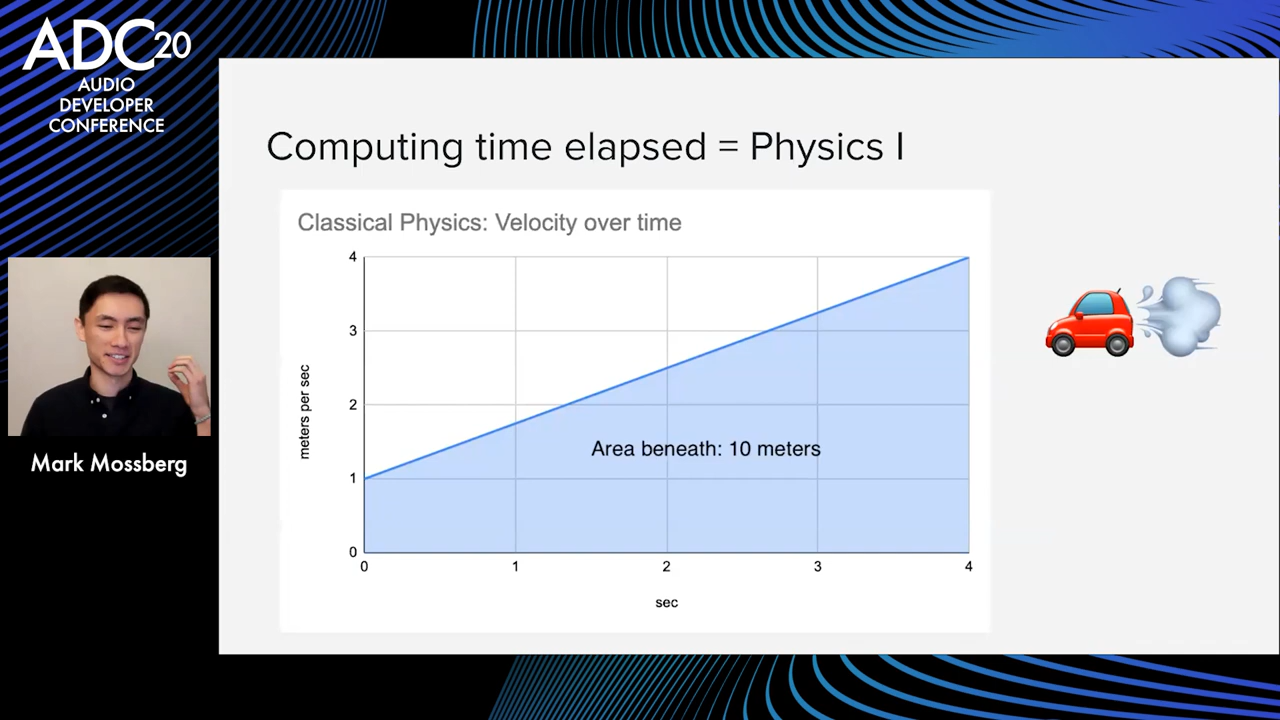 ADC20
AUDIO
DEVELOPER
CONFERENCE
Mark Mossberg
Computing time elapsed = Physics I
Classical Physics: Velocity over time
4
3
2
1
0
meters per sec
Area beneath: 10 meters
0 1 2 3 4
sec